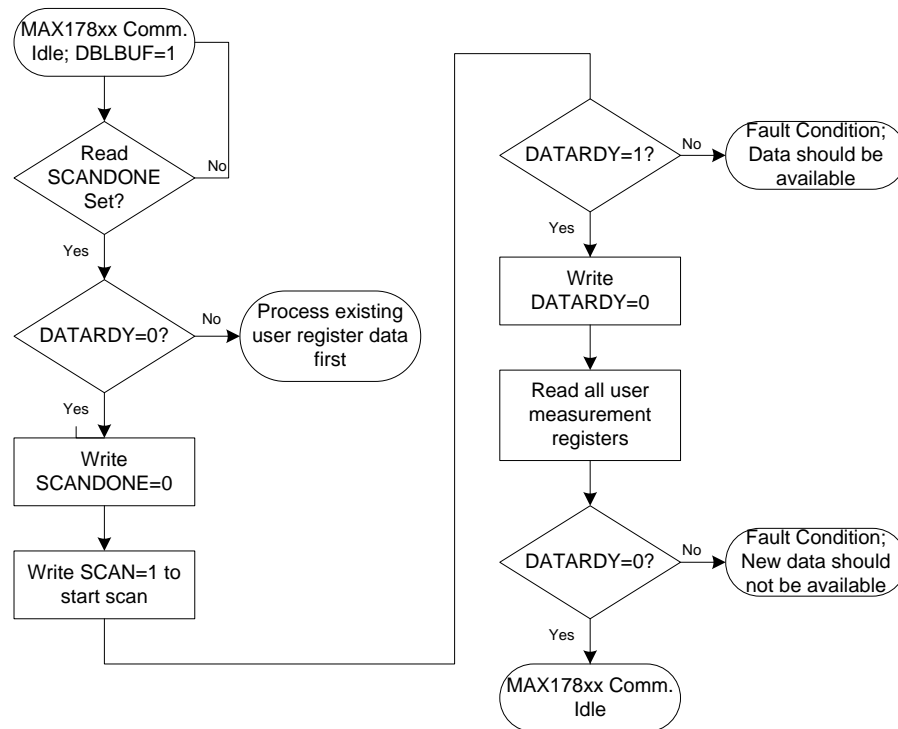 MAX178xx Comm.
Idle; DBLBUF=1
Read
SCANDONE
Set?
No
Yes
DATARDY=0?
No
Process existing
user register data
first
Yes
Write
SCANDONE=0
Write SCAN=1 to
start scan
DATARDY=1?
No
Fault Condition;
Data should be
available
Yes
Write
DATARDY=0
Read all user
measurement
registers
DATARDY=0?
No
Fault Condition;
New data should
not be available
Yes
MAX178xx Comm.
Idle